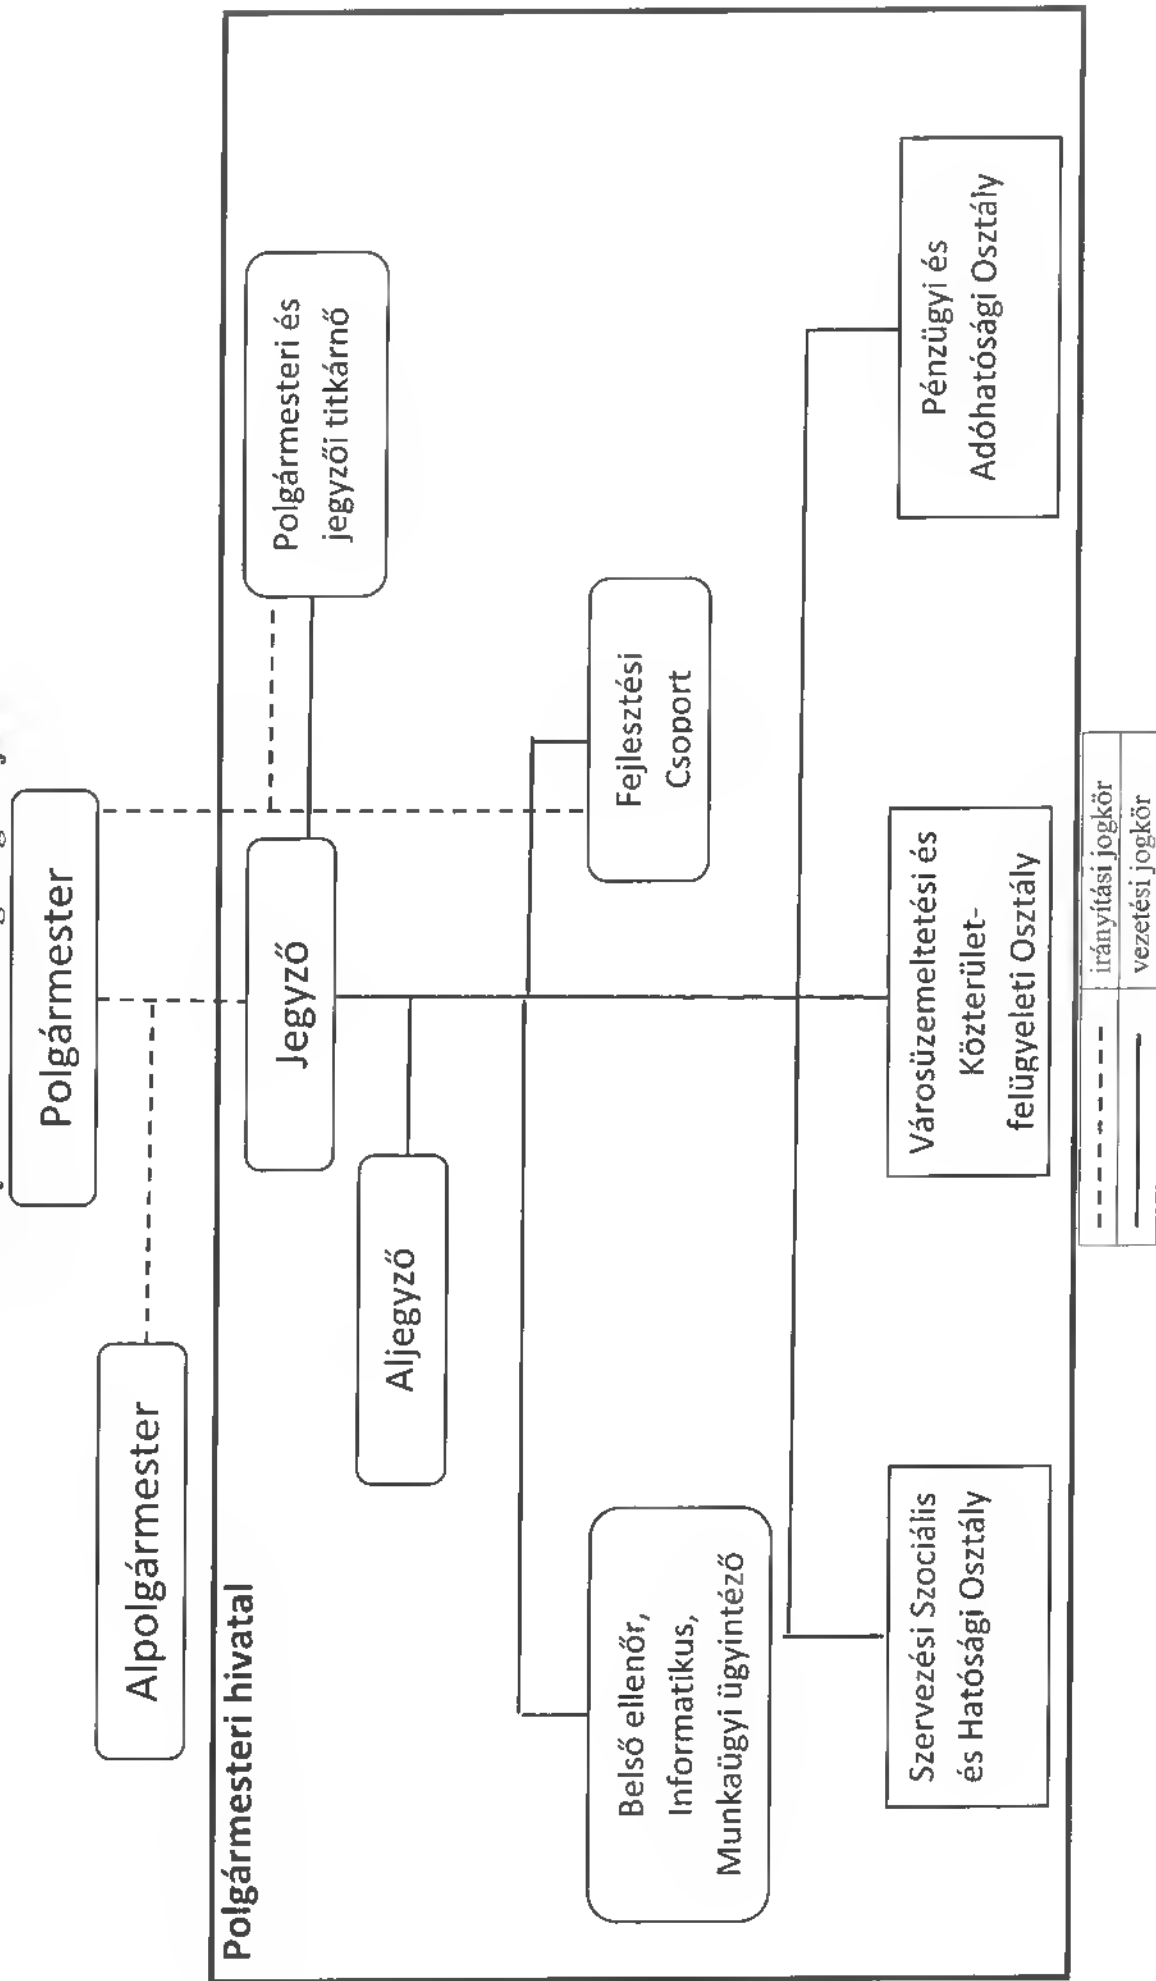 Polgármester
Alpolgármester
Polgármesteri hivatal
Jegyző
Polgármesteri és
jegyzői titkárnő
Aljegyző
Belső ellenőr,
Informatikus,
Munkaügyi ügyintéző
Fejlesztési
Csoport
Szervezési Szociális
és Hatósági Osztály
Városüzemeltetési és
Közterület-
felügyeleti Osztály
Pénzügyi és
Adóhatósági Osztály
irányítási jogkör
vezetési jogkör